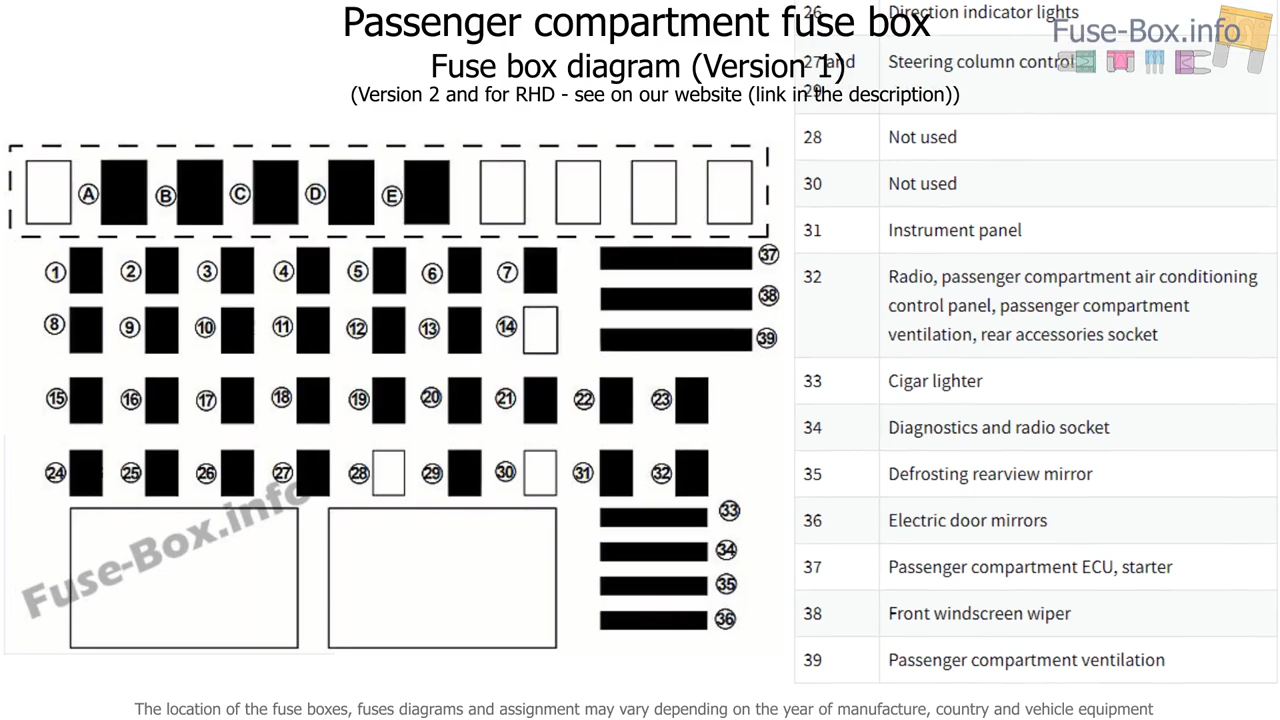 Passenger compartment fuse box
Fuse box diagram (Version 1)
(Version 2 and for RHD - see on our website (link in the description))
Fuse-Box.info
A B C D E
1 2 3 4 5 6 7
37
8 9 10 11 12 13 14
38
39
15 16 17 18 19 20 21 22 23
24 25 26 27 28 29 30 31 32
33
34
35
36
Fuse-Box.info
26 Direction indicator lights
27 and Steering column control
29
28 Not used
30 Not used
31 Instrument panel
32 Radio, passenger compartment air conditioning
control panel, passenger compartment
ventilation, rear accessories socket
33 Cigar lighter
34 Diagnostics and radio socket
35 Defrosting rearview mirror
36 Electric door mirrors
37 Passenger compartment ECU, starter
38 Front windscreen wiper
39 Passenger compartment ventilation
The location of the fuse boxes, fuses diagrams and assignment may vary depending on the year of manufacture, country and vehicle equipment